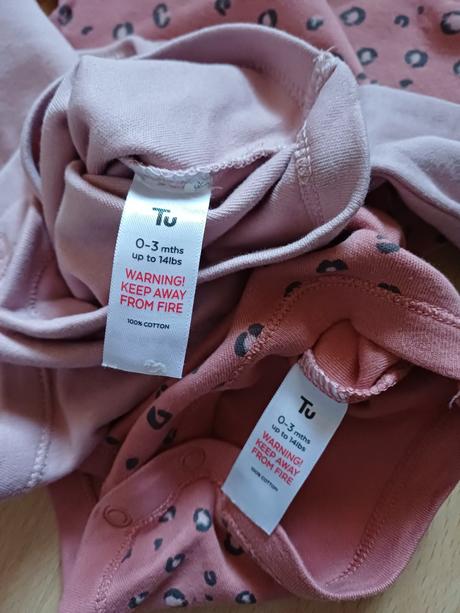 Tu
0-3 mths
up to 14lbs
WARNING!
KEEP AWAY
FROM FIRE
100% COTTON
Tu
0-3 mths
up to 14lbs
WARNING!
KEEP AWAY
FROM FIRE
100% COTTON